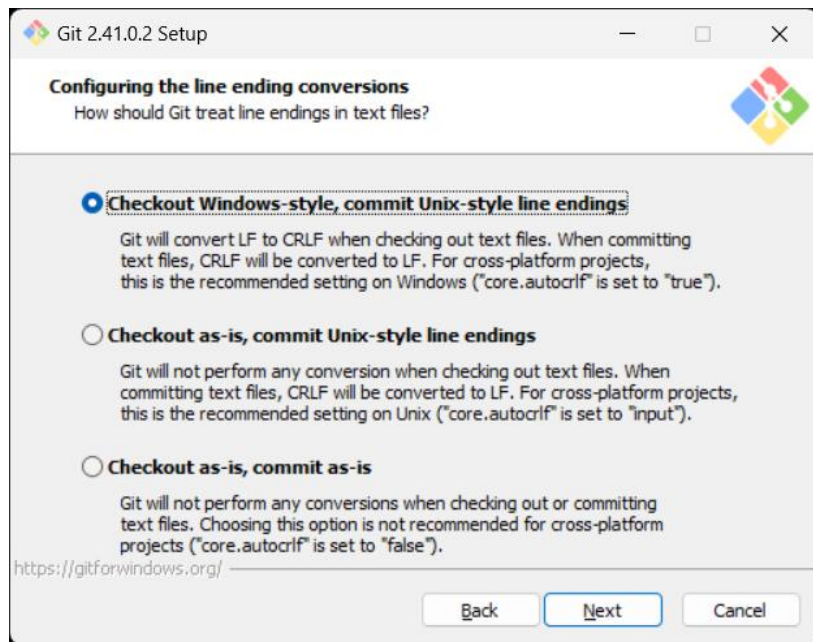 Git 2.41.0.2 Setup
Configuring the line ending conversions
How should Git treat line endings in text files?
Checkout Windows-style, commit Unix-style line endings
Git will convert LF to CRLF when checking out text files. When committing
text files, CRLF will be converted to LF. For cross-platform projects,
this is the recommended setting on Windows ("core.autocrlf" is set to "true").
Checkout as-is, commit Unix-style line endings
Git will not perform any conversion when checking out text files. When
committing text files, CRLF will be converted to LF. For cross-platform projects,
this is the recommended setting on Unix ("core.autocrlf" is set to "input").
Checkout as-is, commit as-is
Git will not perform any conversions when checking out or committing
text files. Choosing this option is not recommended for cross-platform
projects ("core.autocrlf" is set to "false").
https://gitforwindows.org/
Back Next Cancel